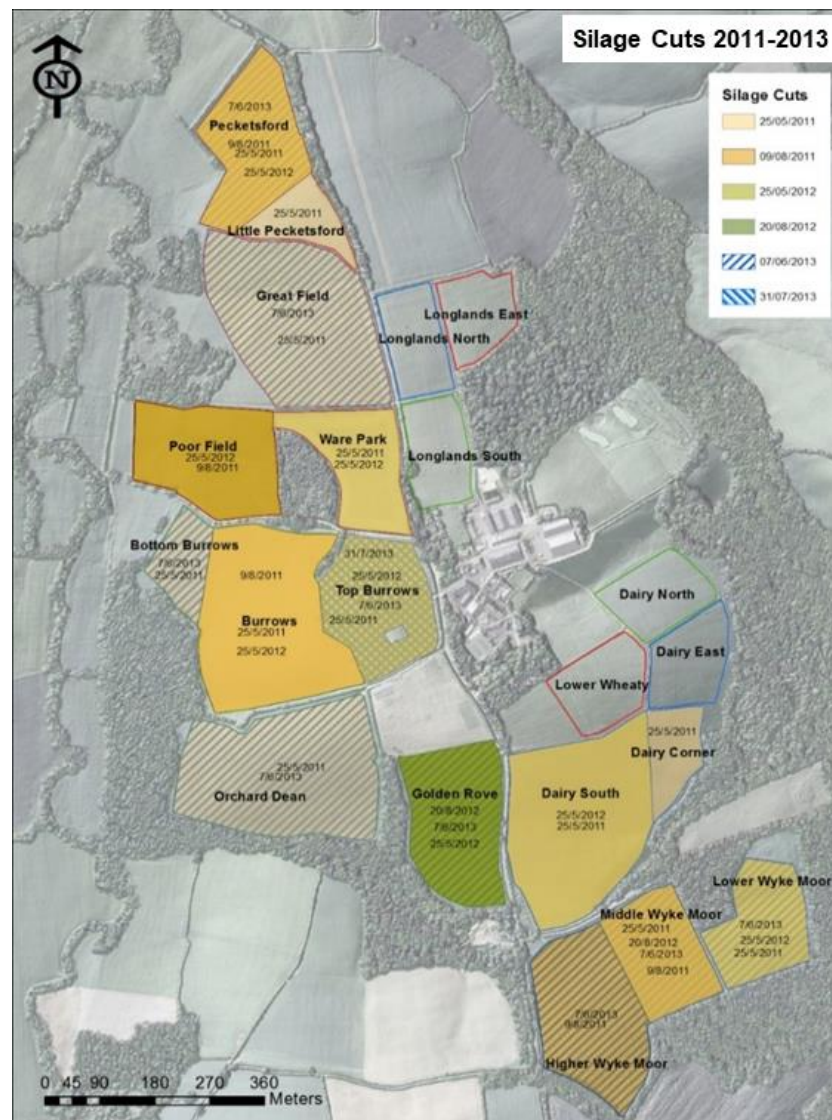 Silage Cuts 2011-2013
N
Silage Cuts
25/05/2011
09/08/2011
25/05/2012
20/08/2012
07/06/2013
31/07/2013
7/6/2013
Pecketsford
9/8/2011
25/5/2011
25/5/2012
25/5/2011
Little Pecketsford
Great Field
7/6/2013
25/5/2011
Longlands East
Longlands North
Ware Park
25/5/2011
25/5/2012
Poor Field
25/5/2012
9/8/2011
Longlands South
Bottom Burrows
7/6/2013
25/5/2011
9/8/2011
Burrows
25/5/2011
25/5/2012
31/7/2013
25/5/2012
Top Burrows
7/6/2013
25/5/2011
Dairy North
Dairy East
Lower Wheaty
25/5/2011
Dairy Corner
25/5/2011
7/6/2013
Orchard Dean
Golden Rove
20/8/2012
7/6/2013
25/5/2012
Dairy South
25/5/2012
25/5/2011
Lower Wyke Moor
7/6/2013
25/5/2012
25/5/2011
Middle Wyke Moor
25/5/2011
20/8/2012
7/6/2013
9/8/2011
7/6/2013
9/8/2011
Higher Wyke Moor
0 45 90 180 270 360
Meters